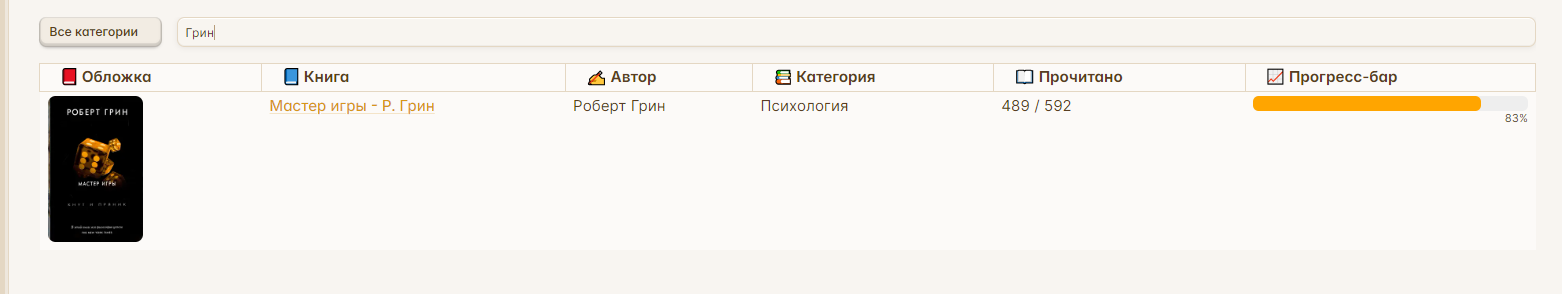 Все категории
Грин
Обложка Книга Автор Категория Прочитано Прогресс-бар
РОБЕРТ ГРИН
МАСТЕР ИГРЫ
Мастер игры - Р. Грин Роберт Грин Психология 489 / 592
83%